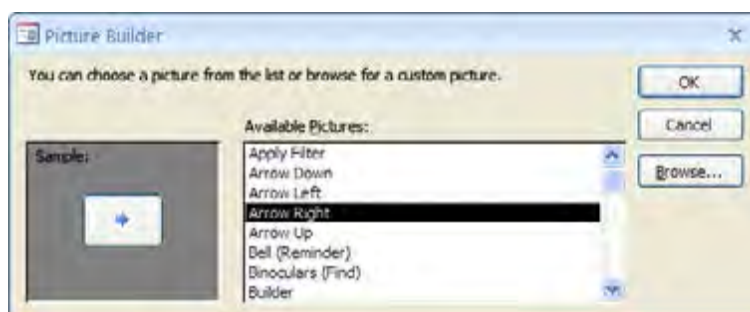 Picture Builder
You can choose a picture from the list or browse for a custom picture.
OK
Cancel
Browse...
Available Pictures:
Sample:
Apply Filter
Arrow Down
Arrow Left
Arrow Right
Arrow Up
Bell (Reminder)
Binoculars (Find)
Builder